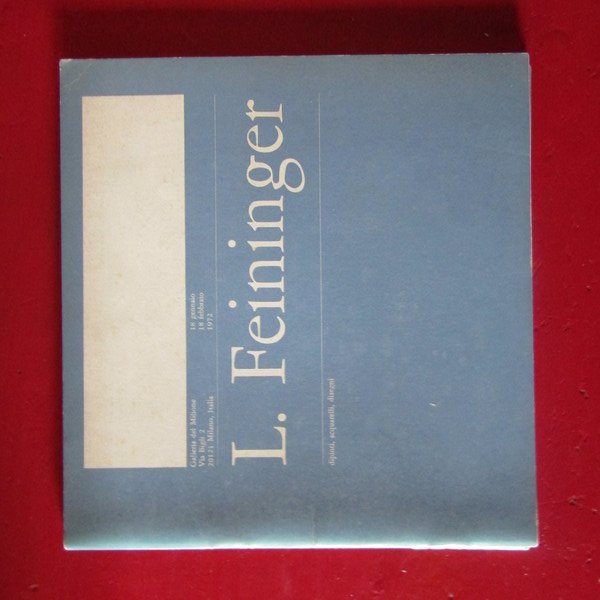 Galleria del Milione
Via Bigli 2
20121 Milano, Italia
18 gennaio
18 febbraio
1972
L. Feininger
dipinti, acquarelli, disegni